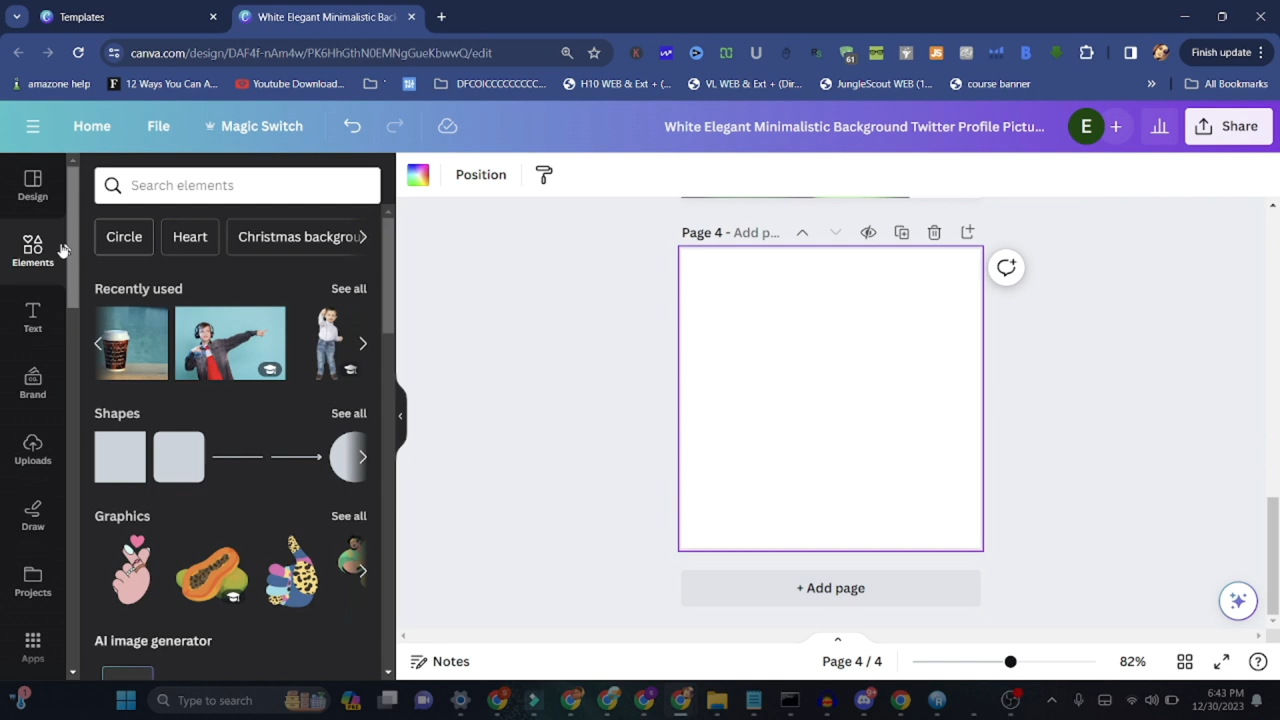 Templates
White Elegant Minimalistic Bac
canva.com/design/DAF4f-nAm4w/PK6HhGthN0EMNgGueKbwwQ/edit
Finish update
amazone help
12 Ways You Can A...
Youtube Download...
DFCOICCCCCCCC...
H10 WEB & Ext + (...
VL WEB & Ext + (Dir...
JungleScout WEB (1...
course banner
All Bookmarks
Home
File
Magic Switch
White Elegant Minimalistic Background Twitter Profile Pictu...
E
Share
Design
Elements
Text
Brand
Uploads
Draw
Projects
Apps
Search elements
Circle
Heart
Christmas backgrou
Recently used
See all
Shapes
See all
Graphics
See all
AI image generator
Position
Page 4 - Add p...
+ Add page
Notes
Page 4 / 4
82%
Type to search
6:43 PM
12/30/2023